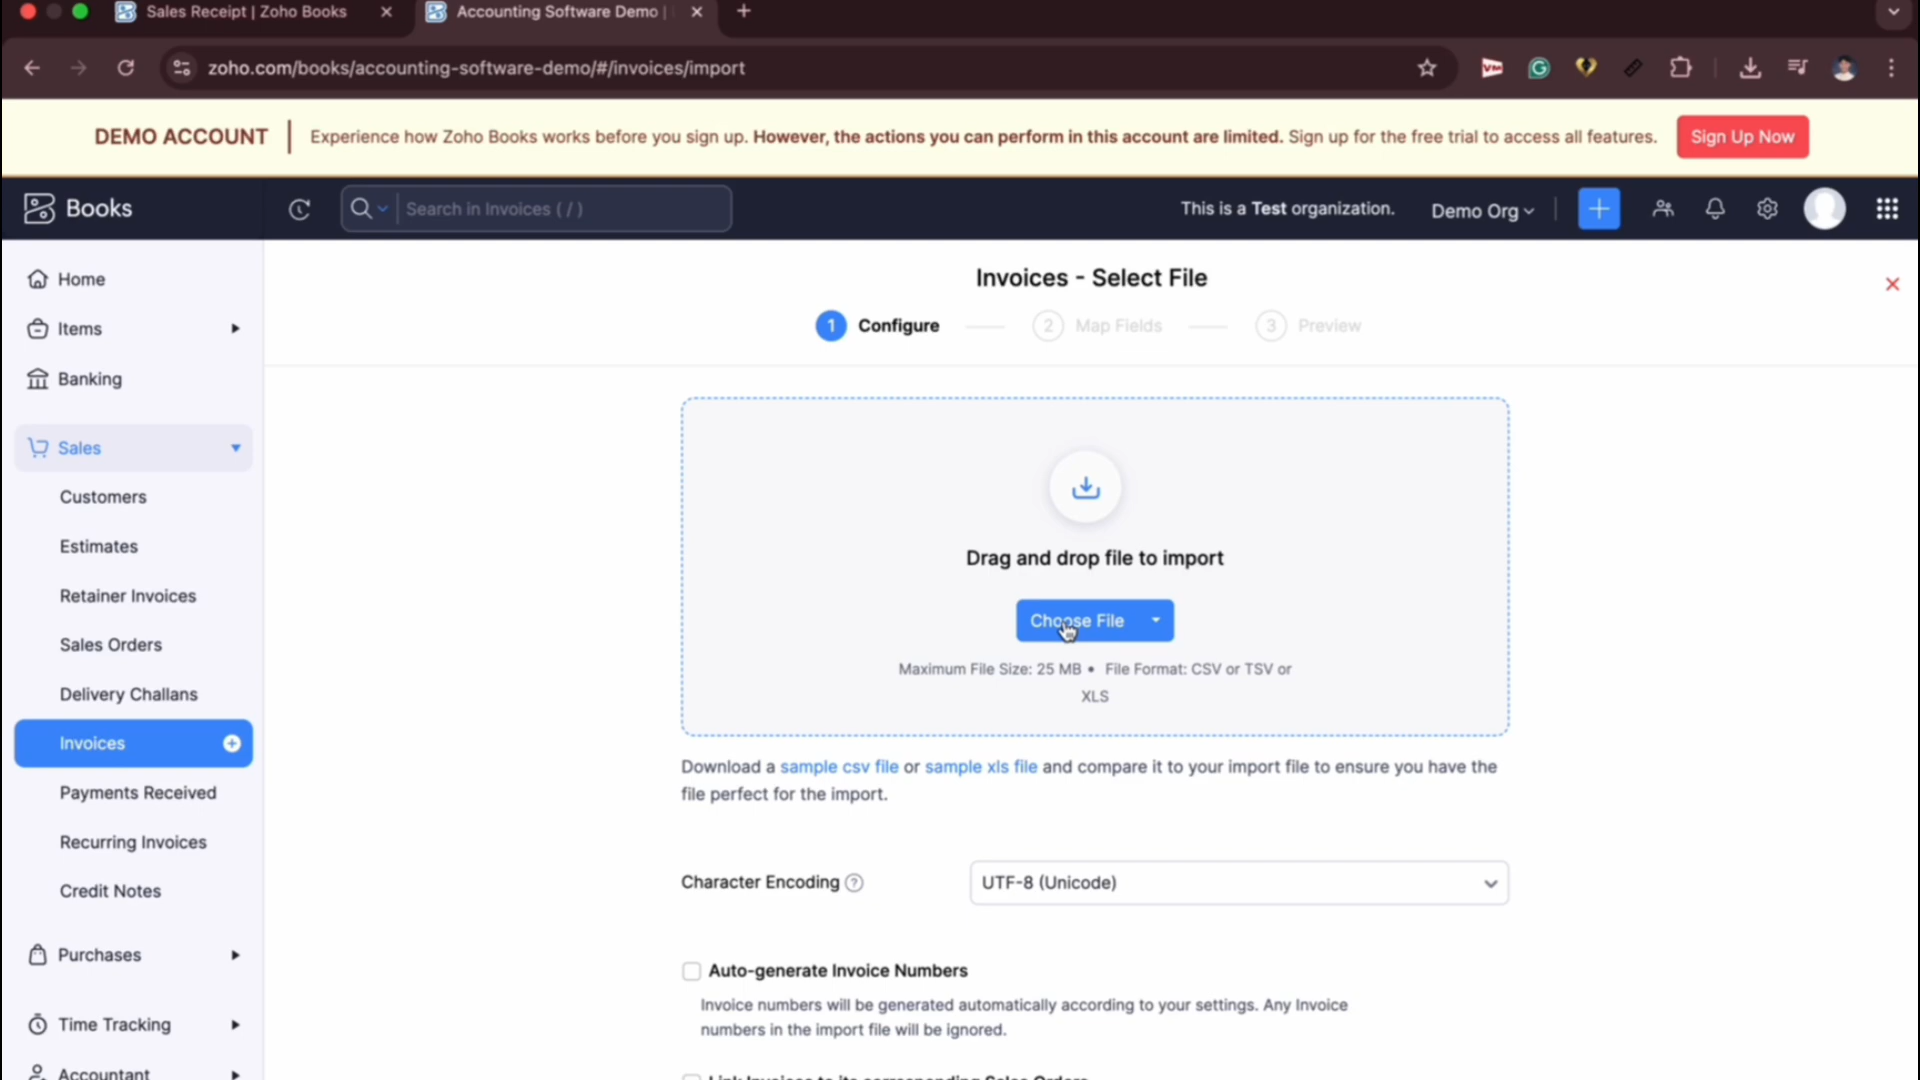 Sales Receipt | Zoho Books
Accounting Software Demo |
zoho.com/books/accounting-software-demo/#/invoices/import
DEMO ACCOUNT
Experience how Zoho Books works before you sign up. However, the actions you can perform in this account are limited. Sign up for the free trial to access all features.
Sign Up Now
Books
Search in Invoices ( / )
This is a Test organization.
Demo Org
Home
Items
Banking
Sales
Customers
Estimates
Retainer Invoices
Sales Orders
Delivery Challans
Invoices
Payments Received
Recurring Invoices
Credit Notes
Purchases
Time Tracking
Accountant
Invoices - Select File
1 Configure
2 Map Fields
3 Preview
Drag and drop file to import
Choose File
Maximum File Size: 25 MB • File Format: CSV or TSV or
XLS
Download a sample csv file or sample xls file and compare it to your import file to ensure you have the
file perfect for the import.
Character Encoding ?
UTF-8 (Unicode)
Auto-generate Invoice Numbers
Invoice numbers will be generated automatically according to your settings. Any Invoice
numbers in the import file will be ignored.
Link Invoices to its corresponding Sales Orders